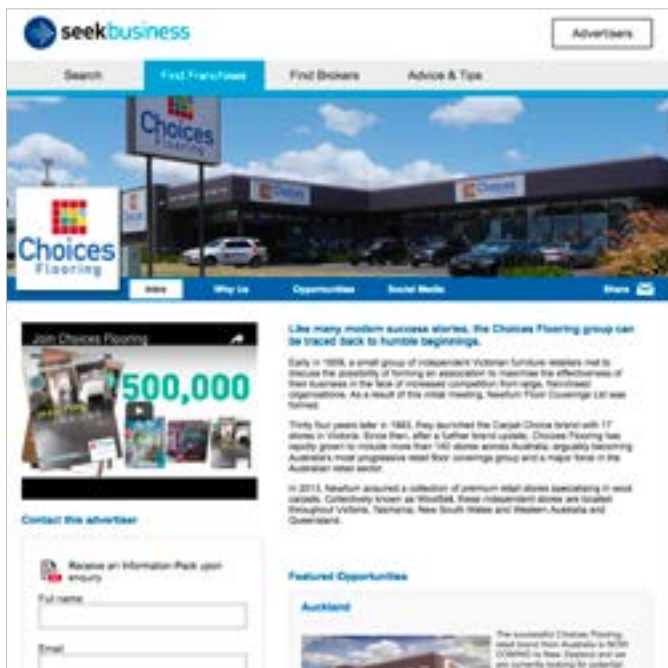 seekbusiness
Advertisers
Search
Find Franchises
Find Brokers
Advice & Tips
Choices
Flooring
Choices
Choices
Choices
Flooring
Intro
Why Us
Opportunities
Social Media
Share
Join Choices Flooring
500,000
Like many modern success stories, the Choices Flooring group can
be traced back to humble beginnings.
Early in a small group of independent Victorian furniture retailers met to
discuss the possibility of forming an association to maximise the effectiveness of
their business in the face of increased competition from large, franchised
organisations. As a result of this initial meeting, Newfurn Floor Coverings Ltd was
formed.
Thirty four years later in 1993, they launched the Carpet Choice brand with 17
stores in Victoria. Since then, after a further brand update, Choices Flooring has
rapidly grown to include more than 140 stores across Australia; arguably becoming
Australia's most progressive retail floor coverings group and a major force in the
Australian retail sector.
In 2013, Newfurn acquired a collection of premium retail stores specialising in wool
carpets. Collectively known as these independent stores are located
throughout Victoria, Tasmania, New South Wales and Western Australia and
Queensland.
Contact this advertiser
Receive an Information Pack upon
enquiry
Full name
Email
Featured Opportunities
Auckland
The successful Choices Flooring
retail brand from Australia is NOW
COMING to New Zealand and we
are currently looking for potential